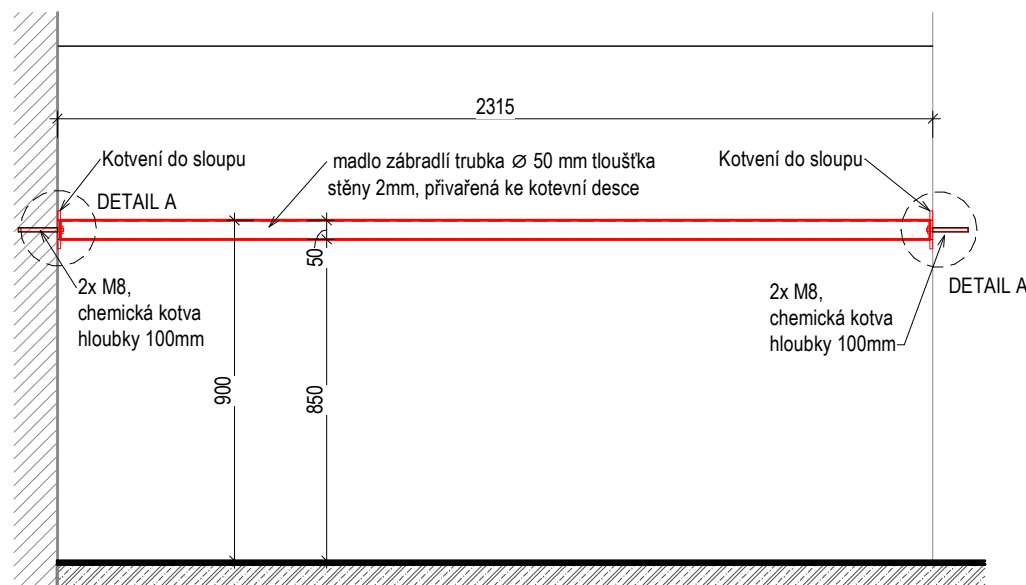 2315
Kotvení do sloupu
madlo zábradlí trubka Ø 50 mm tloušťka
stěny 2mm, přivařená ke kotevní desce
Kotvení do sloupu
DETAIL A
50
2x M8,
chemická kotva
hloubky 100mm
2x M8,
chemická kotva
hloubky 100mm
DETAIL A
900
850